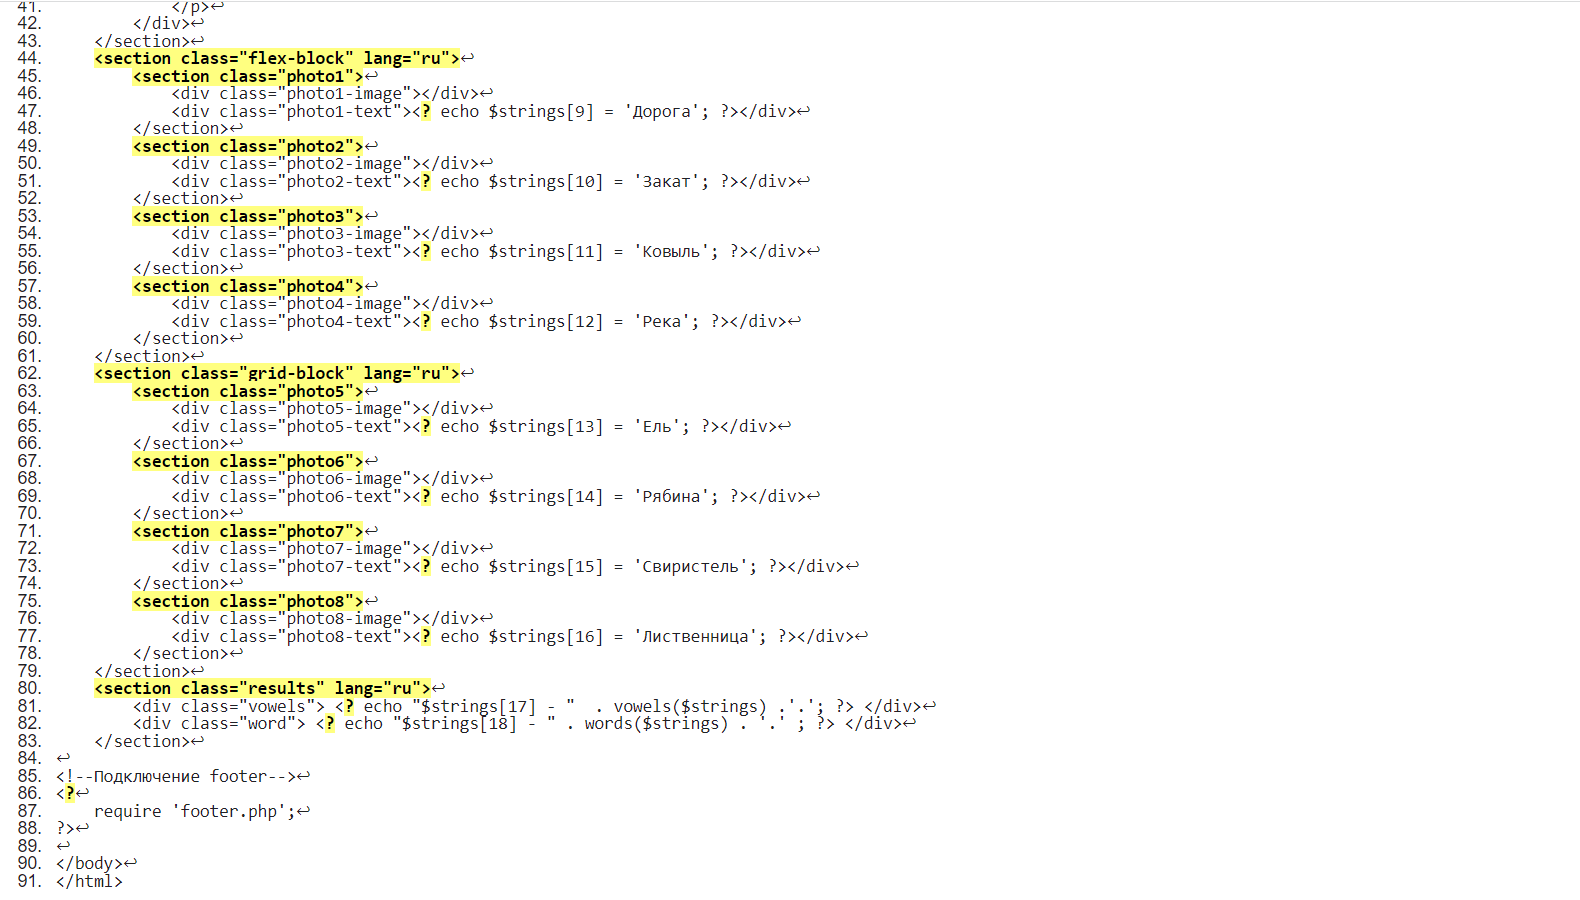 41. </p>↩
42. </div>↩
43. </section>↩
44. <section class="flex-block" lang="ru">↩
45. <section class="photo1">↩
46. <div class="photo1-image"></div>↩
47. <div class="photo1-text"><? echo $strings[9] = 'Дорога'; ?></div>↩
48. </section>↩
49. <section class="photo2">↩
50. <div class="photo2-image"></div>↩
51. <div class="photo2-text"><? echo $strings[10] = 'Закат'; ?></div>↩
52. </section>↩
53. <section class="photo3">↩
54. <div class="photo3-image"></div>↩
55. <div class="photo3-text"><? echo $strings[11] = 'Ковыль'; ?></div>↩
56. </section>↩
57. <section class="photo4">↩
58. <div class="photo4-image"></div>↩
59. <div class="photo4-text"><? echo $strings[12] = 'Река'; ?></div>↩
60. </section>↩
61. </section>↩
62. <section class="grid-block" lang="ru">↩
63. <section class="photo5">↩
64. <div class="photo5-image"></div>↩
65. <div class="photo5-text"><? echo $strings[13] = 'Ель'; ?></div>↩
66. </section>↩
67. <section class="photo6">↩
68. <div class="photo6-image"></div>↩
69. <div class="photo6-text"><? echo $strings[14] = 'Рябина'; ?></div>↩
70. </section>↩
71. <section class="photo7">↩
72. <div class="photo7-image"></div>↩
73. <div class="photo7-text"><? echo $strings[15] = 'Свиристель'; ?></div>↩
74. </section>↩
75. <section class="photo8">↩
76. <div class="photo8-image"></div>↩
77. <div class="photo8-text"><? echo $strings[16] = 'Лиственница'; ?></div>↩
78. </section>↩
79. </section>↩
80. <section class="results" lang="ru">↩
81. <div class="vowels"> <? echo "$strings[17] - "  . vowels($strings) .'.'; ?> </div>↩
82. <div class="word"> <? echo "$strings[18] - " . words($strings) . '.' ; ?> </div>↩
83. </section>↩
84. ↩
85. <!--Подключение footer-->↩
86. <?↩
87. require 'footer.php';↩
88. ?>↩
89. ↩
90. </body>↩
91. </html>